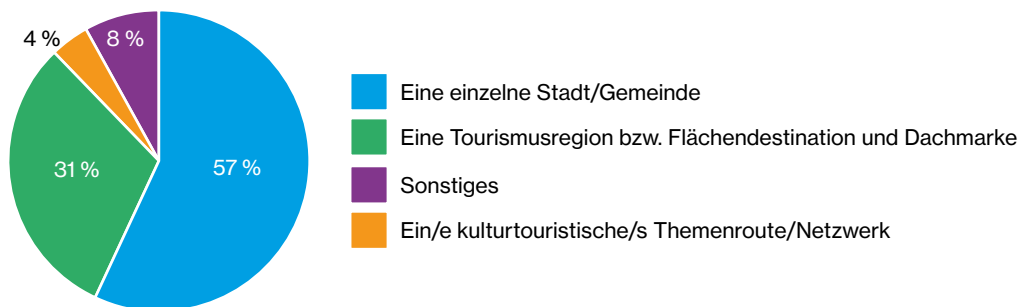 4 %
8 %
31 %
57 %
Eine einzelne Stadt/Gemeinde
Eine Tourismusregion bzw. Flächendestination und Dachmarke
Sonstiges
Ein/e kulturtouristische/s Themenroute/Netzwerk